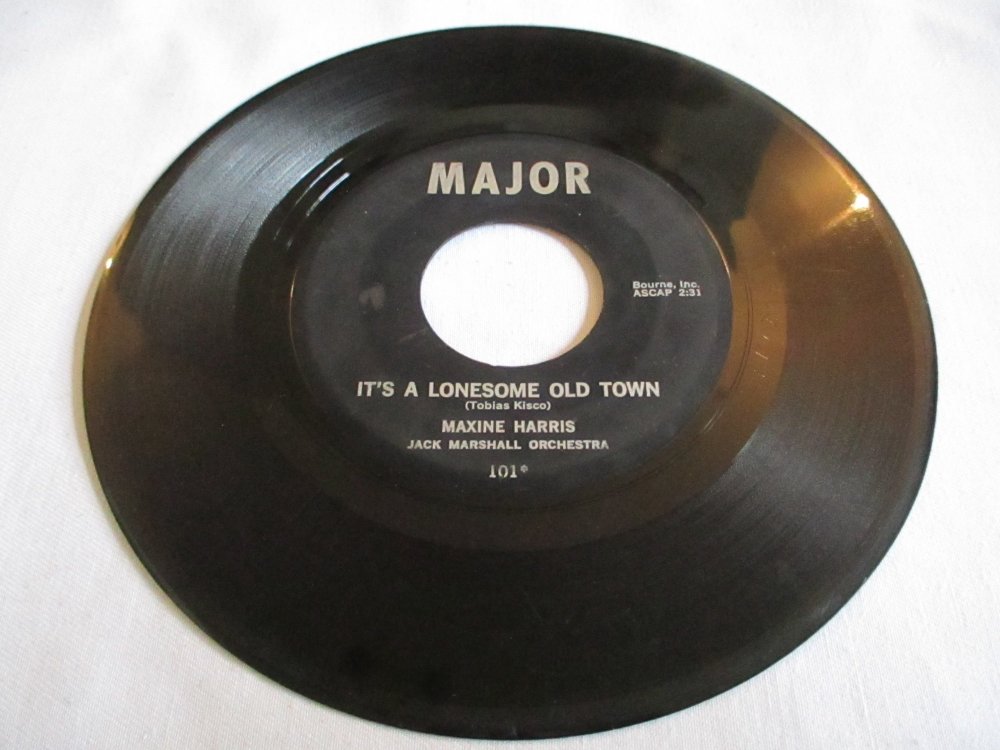 MAJOR
Bourne, Inc.
ASCAP 2:31
IT'S A LONESOME OLD TOWN
(Tobias Kisco)
MAXINE HARRIS
JACK MARSHALL ORCHESTRA
101*